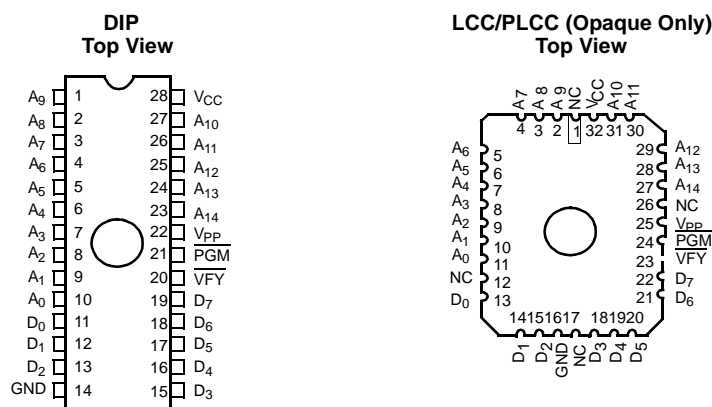 DIP
Top View
A9 1 28 VCC
A8 2 27 A10
A7 3 26 A11
A6 4 25 A12
A5 5 24 A13
A4 6 23 A14
A3 7 22 VPP
A2 8 21 PGM
A1 9 20 VFY
A0 10 19 D7
D0 11 18 D6
D1 12 17 D5
D2 13 16 D4
GND 14 15 D3
LCC/PLCC (Opaque Only)
Top View
A7 A8 A9 NC VCC A10 A11
4 3 2 1 32 31 30
A6 5 29 A12
A5 6 28 A13
A4 7 27 A14
A3 8 26 NC
A2 9 25 VPP
A1 10 24 PGM
A0 11 23 VFY
NC 12 22 D7
D0 13 21 D6
14 15 16 17 18 19 20
D1 D2 GND NC D3 D4 D5